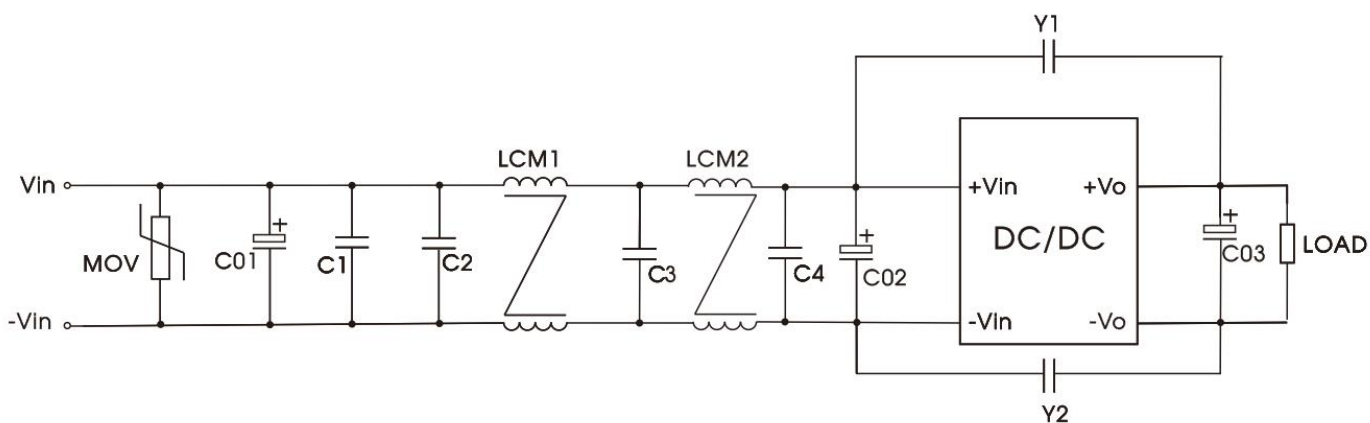 Y1
LCM1
LCM2
Vin
+Vin
+Vo
MOV
+
C01
C1
C2
C3
C4
+
C02
DC/DC
+
C03
LOAD
-Vin
-Vin
-Vo
Y2